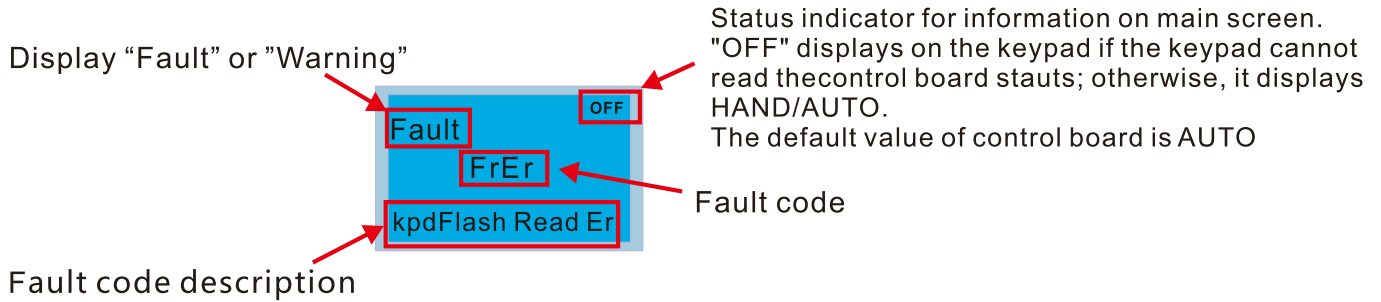 Status indicator for information on main screen.
"OFF" displays on the keypad if the keypad cannot
read thecontrol board stauts; otherwise, it displays
HAND/AUTO.
The default value of control board is AUTO
Display “Fault” or ”Warning”
OFF
Fault
FrEr
Fault code
kpdFlash Read Er
Fault code description